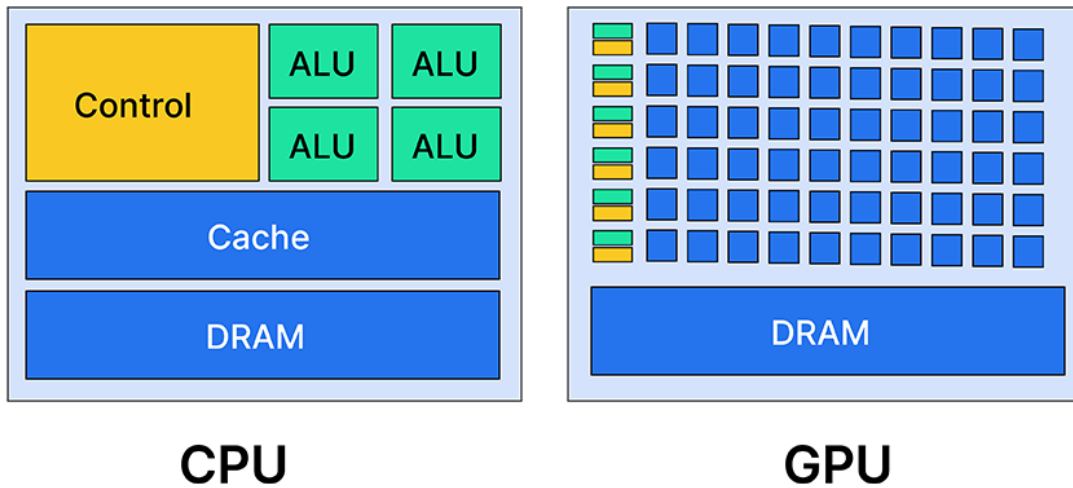 Control
ALU
ALU
ALU
ALU
Cache
DRAM
CPU
DRAM
GPU